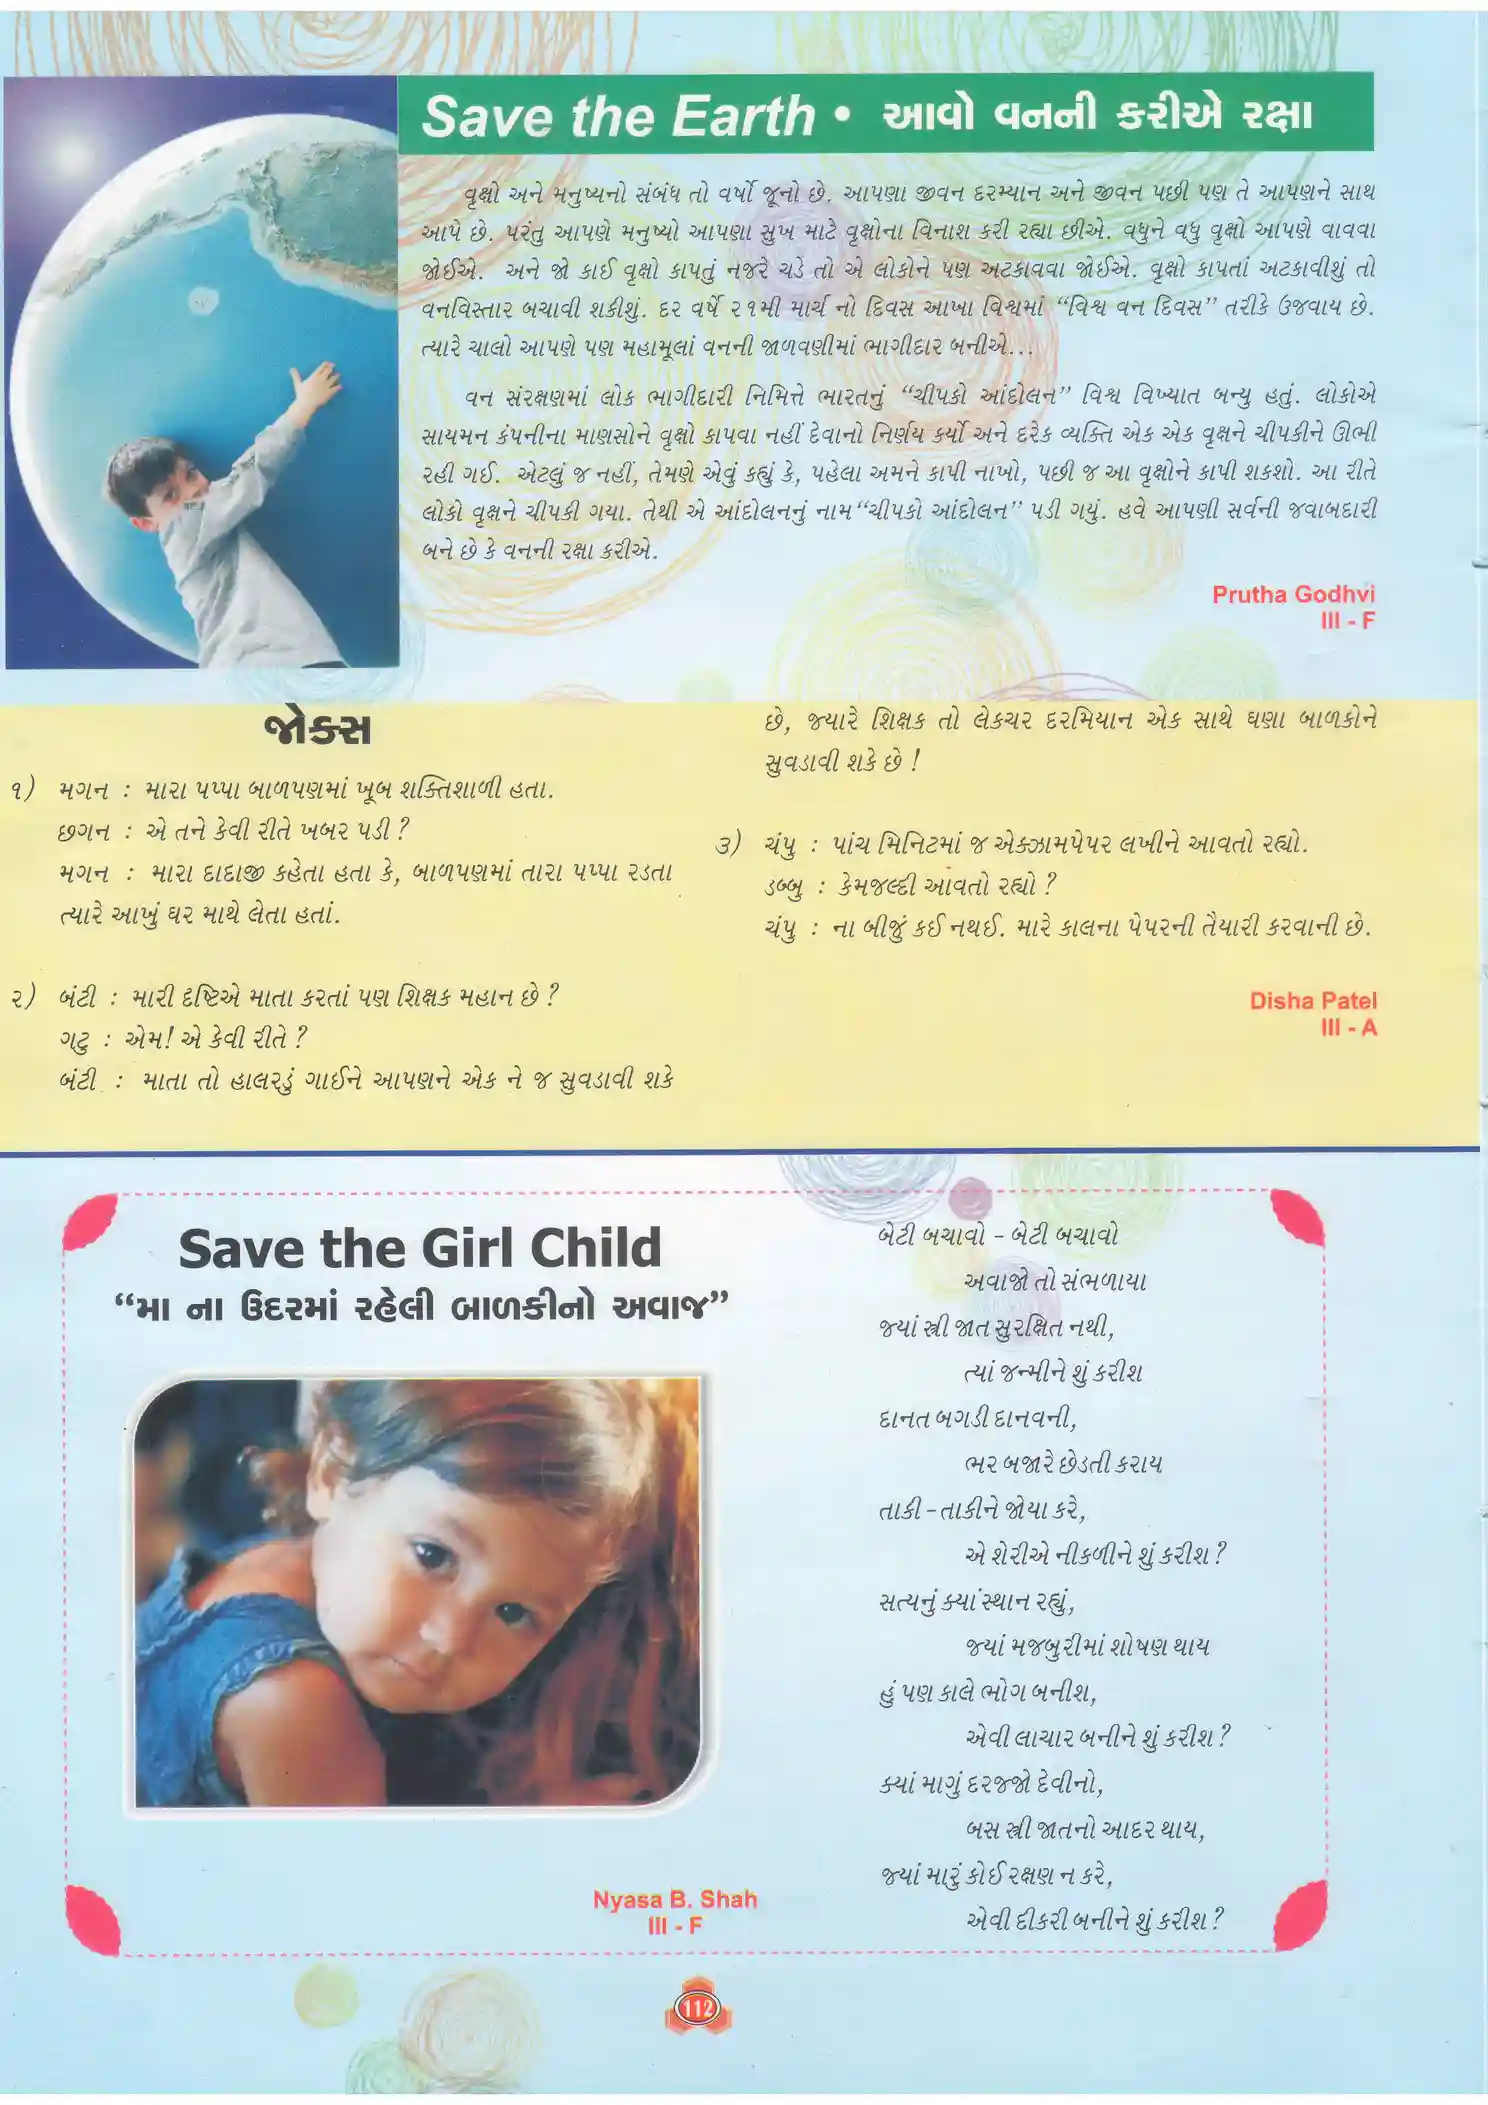 Save the Earth • આવો વનની કરીએ રક્ષા
વૃક્ષો અને મનુષ્યનો સંબંધ તો વર્ષો જૂનો છે. આપણા જીવન દરમ્યાન અને જીવન પછી પણ તે આપણને સાથ
આપે છે. પરંતુ આપણે મનુષ્યો આપણા સુખ માટે વૃક્ષોના વિનાશ કરી રહ્યા છીએ. વધુને વધુ વૃક્ષો આપણે વાવવા
જોઈએ. અને જો કાઈ વૃક્ષો કાપતું નજરે ચડે તો એ લોકોને પણ અટકાવવા જોઈએ. વૃક્ષો કાપતાં અટકાવીશું તો
વનવિસ્તાર બચાવી શકીશું. દર વર્ષે ૨૧મી માર્ચ નો દિવસ આખા વિશ્વમાં “વિશ્વ વન દિવસ” તરીકે ઉજવાય છે.
ત્યારે ચાલો આપણે પણ મહામૂલાં વનની જાળવણીમાં ભાગીદાર બનીએ...
વન સંરક્ષણમાં લોક ભાગીદારી નિમિત્તે ભારતનું “ચીપકો આંદોલન” વિશ્વ વિખ્યાત બન્યુ હતું. લોકોએ
સાયમન કંપનીના માણસોને વૃક્ષો કાપવા નહીં દેવાનો નિર્ણય કર્યો અને દરેક વ્યક્તિ એક એક વૃક્ષને ચીપકીને ઊભી
રહી ગઈ. એટલું જ નહીં, તેમણે એવું કહ્યું કે, પહેલા અમને કાપી નાખો, પછી જ આ વૃક્ષોને કાપી શકશો. આ રીતે
લોકો વૃક્ષને ચીપકી ગયા. તેથી એ આંદોલનનું નામ “ચીપકો આંદોલન” પડી ગયું. હવે આપણી સર્વની જવાબદારી
બને છે કે વનની રક્ષા કરીએ.
Prutha Godhvi
III - F
જોક્સ
૧) મગન : મારા પપ્પા બાળપણમાં ખૂબ શક્તિશાળી હતા.
છગન : એ તને કેવી રીતે ખબર પડી ?
મગન : મારા દાદાજી કહેતા હતા કે, બાળપણમાં તારા પપ્પા રડતા
ત્યારે આખું ઘર માથે લેતા હતાં.
૨) બંટી : મારી દૃષ્ટિએ માતા કરતાં પણ શિક્ષક મહાન છે ?
ગટુ : એમ! એ કેવી રીતે ?
બંટી : માતા તો હાલરડું ગાઈને આપણને એક ને જ સુવડાવી શકે
છે, જ્યારે શિક્ષક તો લેકચર દરમિયાન એક સાથે ઘણા બાળકોને
સુવડાવી શકે છે !
૩) ચંપુ : પાંચ મિનિટમાં જ એક્ઝામપેપર લખીને આવતો રહ્યો.
ડબ્બુ : કેમજલ્દી આવતો રહ્યો ?
ચંપુ : ના બીજું કઈ નથઈ. મારે કાલના પેપરની તૈયારી કરવાની છે.
Disha Patel
III - A
Save the Girl Child
“મા ના ઉદરમાં રહેલી બાળકીનો અવાજ”
Nyasa B. Shah
III - F
બેટી બચાવો - બેટી બચાવો
અવાજો તો સંભળાયા
જ્યાં સ્ત્રી જાત સુરક્ષિત નથી,
ત્યાં જન્મીને શું કરીશ
દાનત બગડી દાનવની,
ભર બજારે છેડતી કરાય
તાકી - તાકીને જોયા કરે,
એ શેરીએ નીકળીને શું કરીશ ?
સત્યનું ક્યાં સ્થાન રહ્યું,
જ્યાં મજબુરીમાં શોષણ થાય
હું પણ કાલે ભોગ બનીશ,
એવી લાચાર બનીને શું કરીશ ?
ક્યાં માગું દરજ્જો દેવીનો,
બસ સ્ત્રી જાતનો આદર થાય,
જ્યાં મારું કોઈ રક્ષણ ન કરે,
એવી દીકરી બનીને શું કરીશ ?
112